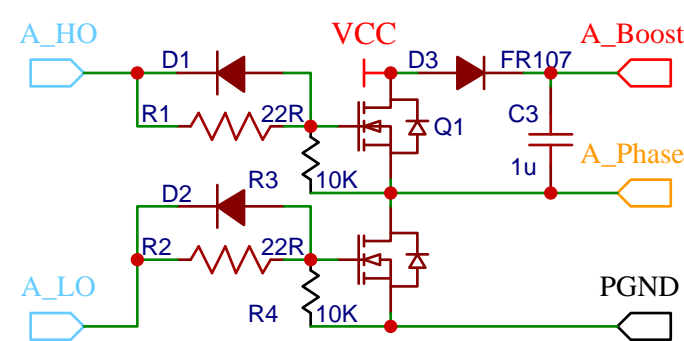 A_HO
D1
VCC
D3
FR107
A_Boost
R1
22R
Q1
C3
1u
A_Phase
10K
R3
D2
R2
22R
A_LO
PGND
R4
10K